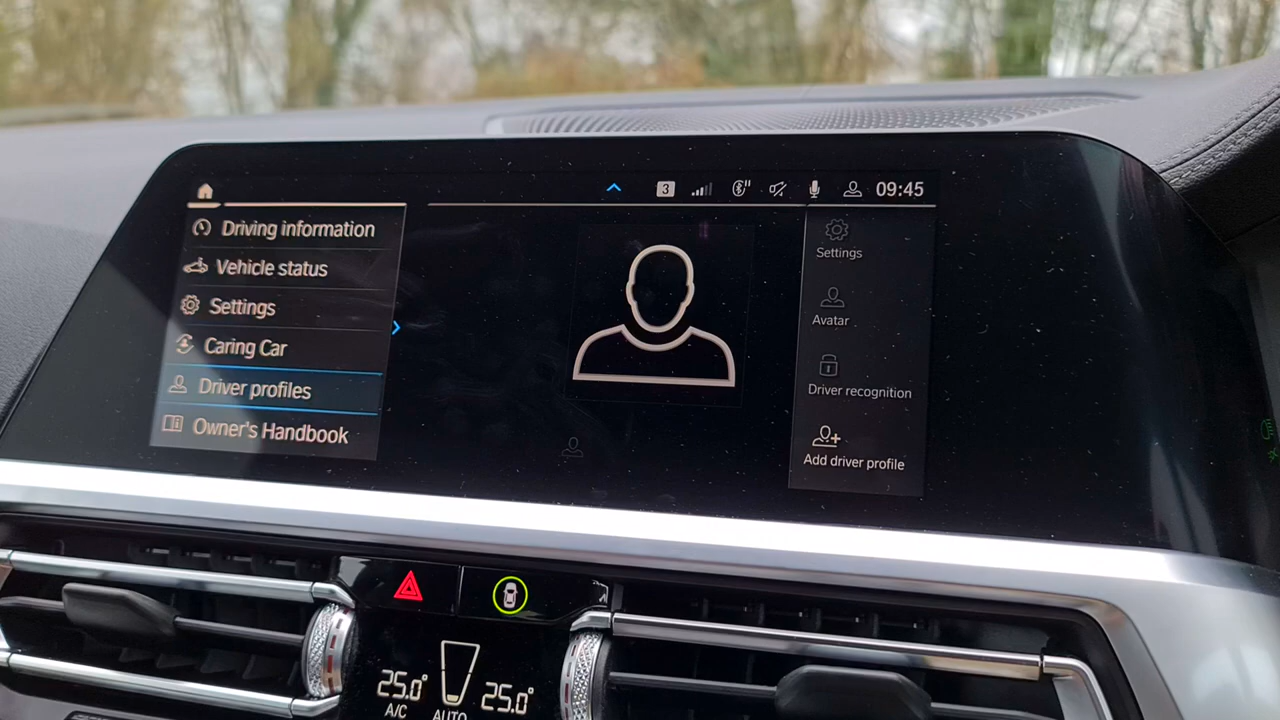 3
09:45
Driving information
Vehicle status
Settings
Caring Car
Driver profiles
Owner's Handbook
Settings
Avatar
Driver recognition
Add driver profile
25.0°
25.0°
A/C
AUTO